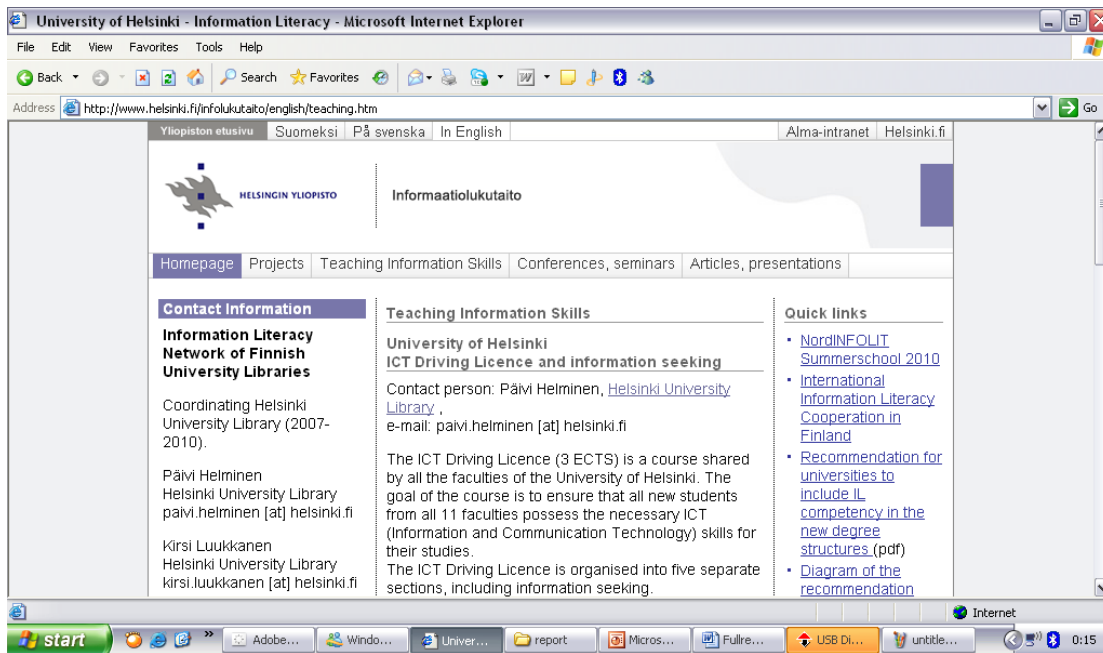 University of Helsinki - Information Literacy - Microsoft Internet Explorer
File Edit View Favorites Tools Help
Back Search Favorites
Address http://www.helsinki.fi/infolukutaito/english/teaching.htm Go
Yliopiston etusivu Suomeksi På svenska In English Alma-intranet Helsinki.fi
HELSINGIN YLIOPISTO Informaatiolukutaito
Homepage Projects Teaching Information Skills Conferences, seminars Articles, presentations
Contact Information
Information Literacy
Network of Finnish
University Libraries
Coordinating Helsinki
University Library (2007-
2010).
Päivi Helminen
Helsinki University Library
paivi.helminen [at] helsinki.fi
Kirsi Luukkanen
Helsinki University Library
kirsi.luukkanen [at] helsinki.fi
Teaching Information Skills
University of Helsinki
ICT Driving Licence and information seeking
Contact person: Päivi Helminen, Helsinki University
Library ,
e-mail: paivi.helminen [at] helsinki.fi
The ICT Driving Licence (3 ECTS) is a course shared
by all the faculties of the University of Helsinki. The
goal of the course is to ensure that all new students
from all 11 faculties possess the necessary ICT
(Information and Communication Technology) skills for
their studies.
The ICT Driving Licence is organised into five separate
sections, including information seeking.
Quick links
• NordINFOLIT
Summerschool 2010
• International
Information Literacy
Cooperation in
Finland
• Recommendation for
universities to
include IL
competency in the
new degree
structures (pdf)
• Diagram of the
recommendation
Internet
start » Adobe... Windo... Univer... report Micros... Fullre... USB Di... untitle... 0:15